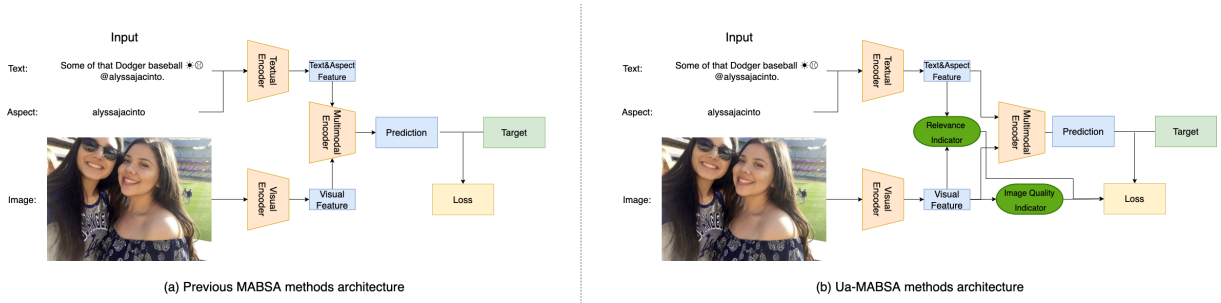 Input
Text:
Some of that Dodger baseball ☀⚾
@alyssajacinto.
Aspect:
alyssajacinto
Image:
Textual
Encoder
Text&Aspect
Feature
Multimodal
Encoder
Visual
Encoder
Visual
Feature
Prediction
Target
Loss
(a) Previous MABSA methods architecture
Input
Text:
Some of that Dodger baseball ☀⚾
@alyssajacinto.
Aspect:
alyssajacinto
Image:
Textual
Encoder
Text&Aspect
Feature
Relevance
Indicator
Multimodal
Encoder
Visual
Encoder
Visual
Feature
Image Quality
Indicator
Prediction
Target
Loss
(b) Ua-MABSA methods architecture